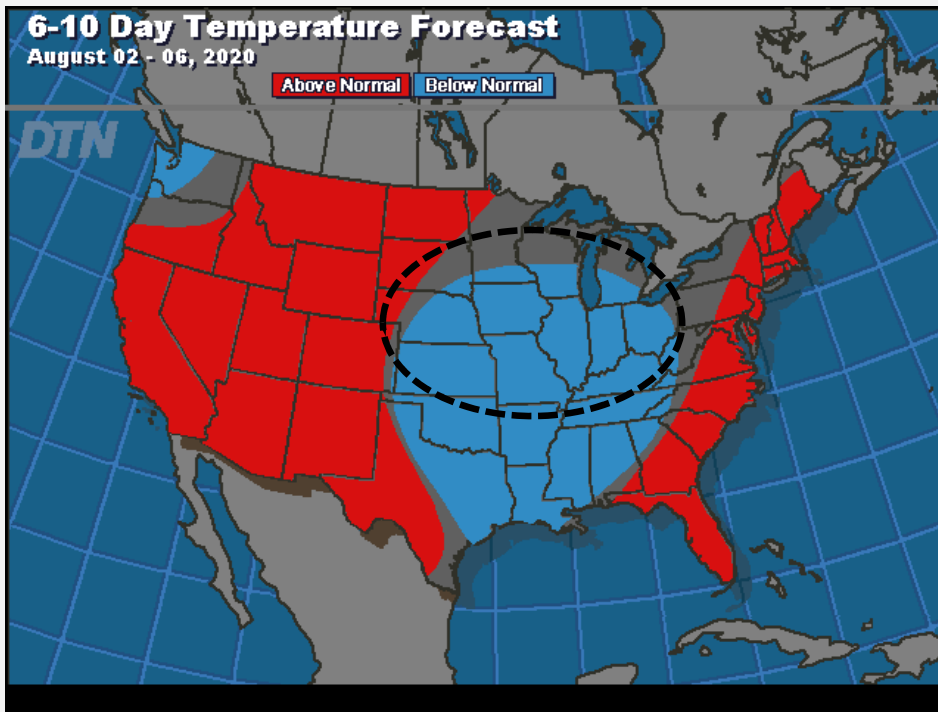 6-10 Day Temperature Forecast
August 02 - 06, 2020
Above Normal Below Normal
DTN